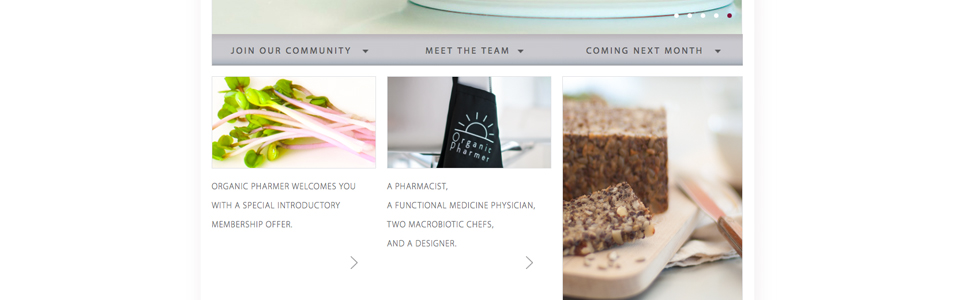 JOIN OUR COMMUNITY
MEET THE TEAM
COMING NEXT MONTH
Organic
Pharmer
ORGANIC PHARMER WELCOMES YOU
WITH A SPECIAL INTRODUCTORY
MEMBERSHIP OFFER.
A PHARMACIST,
A FUNCTIONAL MEDICINE PHYSICIAN,
TWO MACROBIOTIC CHEFS,
AND A DESIGNER.